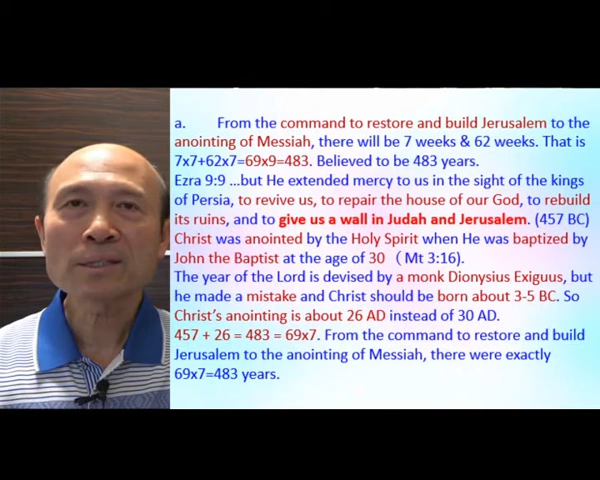 a. From the command to restore and build Jerusalem to the
anointing of Messiah, there will be 7 weeks & 62 weeks. That is
7x7+62x7=69x9=483. Believed to be 483 years.
Ezra 9:9 ...but He extended mercy to us in the sight of the kings
of Persia, to revive us, to repair the house of our God, to rebuild
its ruins, and to give us a wall in Judah and Jerusalem. (457 BC)
Christ was anointed by the Holy Spirit when He was baptized by
John the Baptist at the age of 30 ( Mt 3:16).
The year of the Lord is devised by a monk Dionysius Exiguus, but
he made a mistake and Christ should be born about 3-5 BC. So
Christ's anointing is about 26 AD instead of 30 AD.
457 + 26 = 483 = 69x7. From the command to restore and build
Jerusalem to the anointing of Messiah, there were exactly
69x7=483 years.